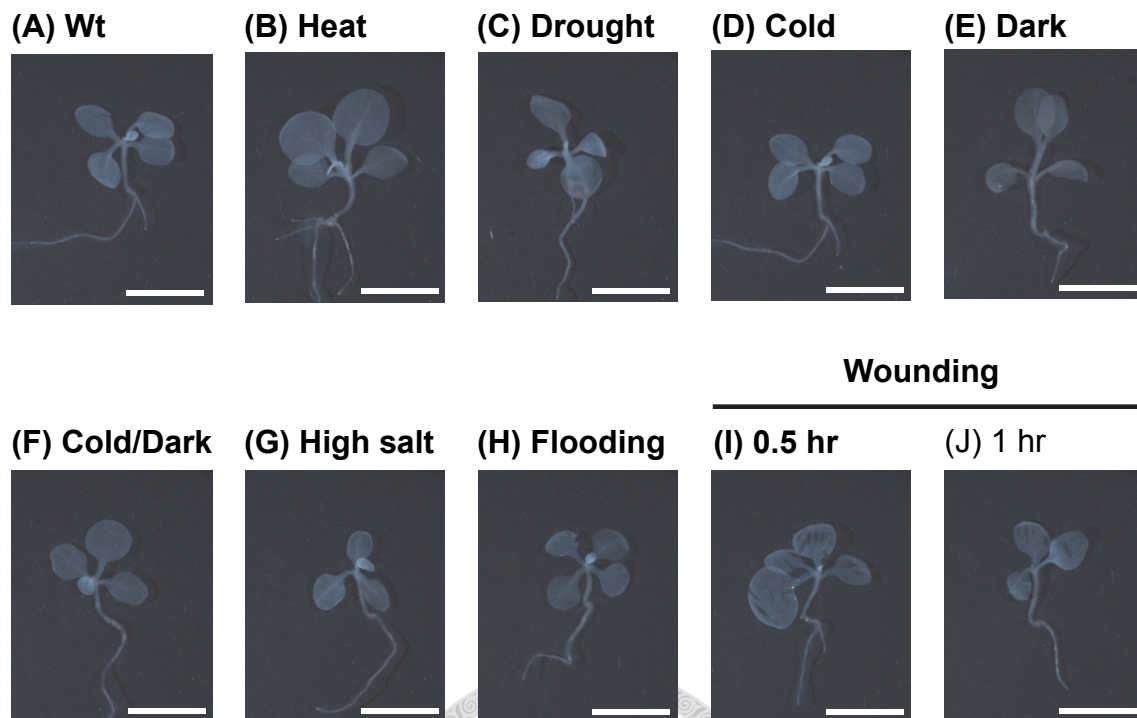 (A) Wt
(B) Heat
(C) Drought
(D) Cold
(E) Dark
Wounding
(F) Cold/Dark
(G) High salt
(H) Flooding
(I) 0.5 hr
(J) 1 hr